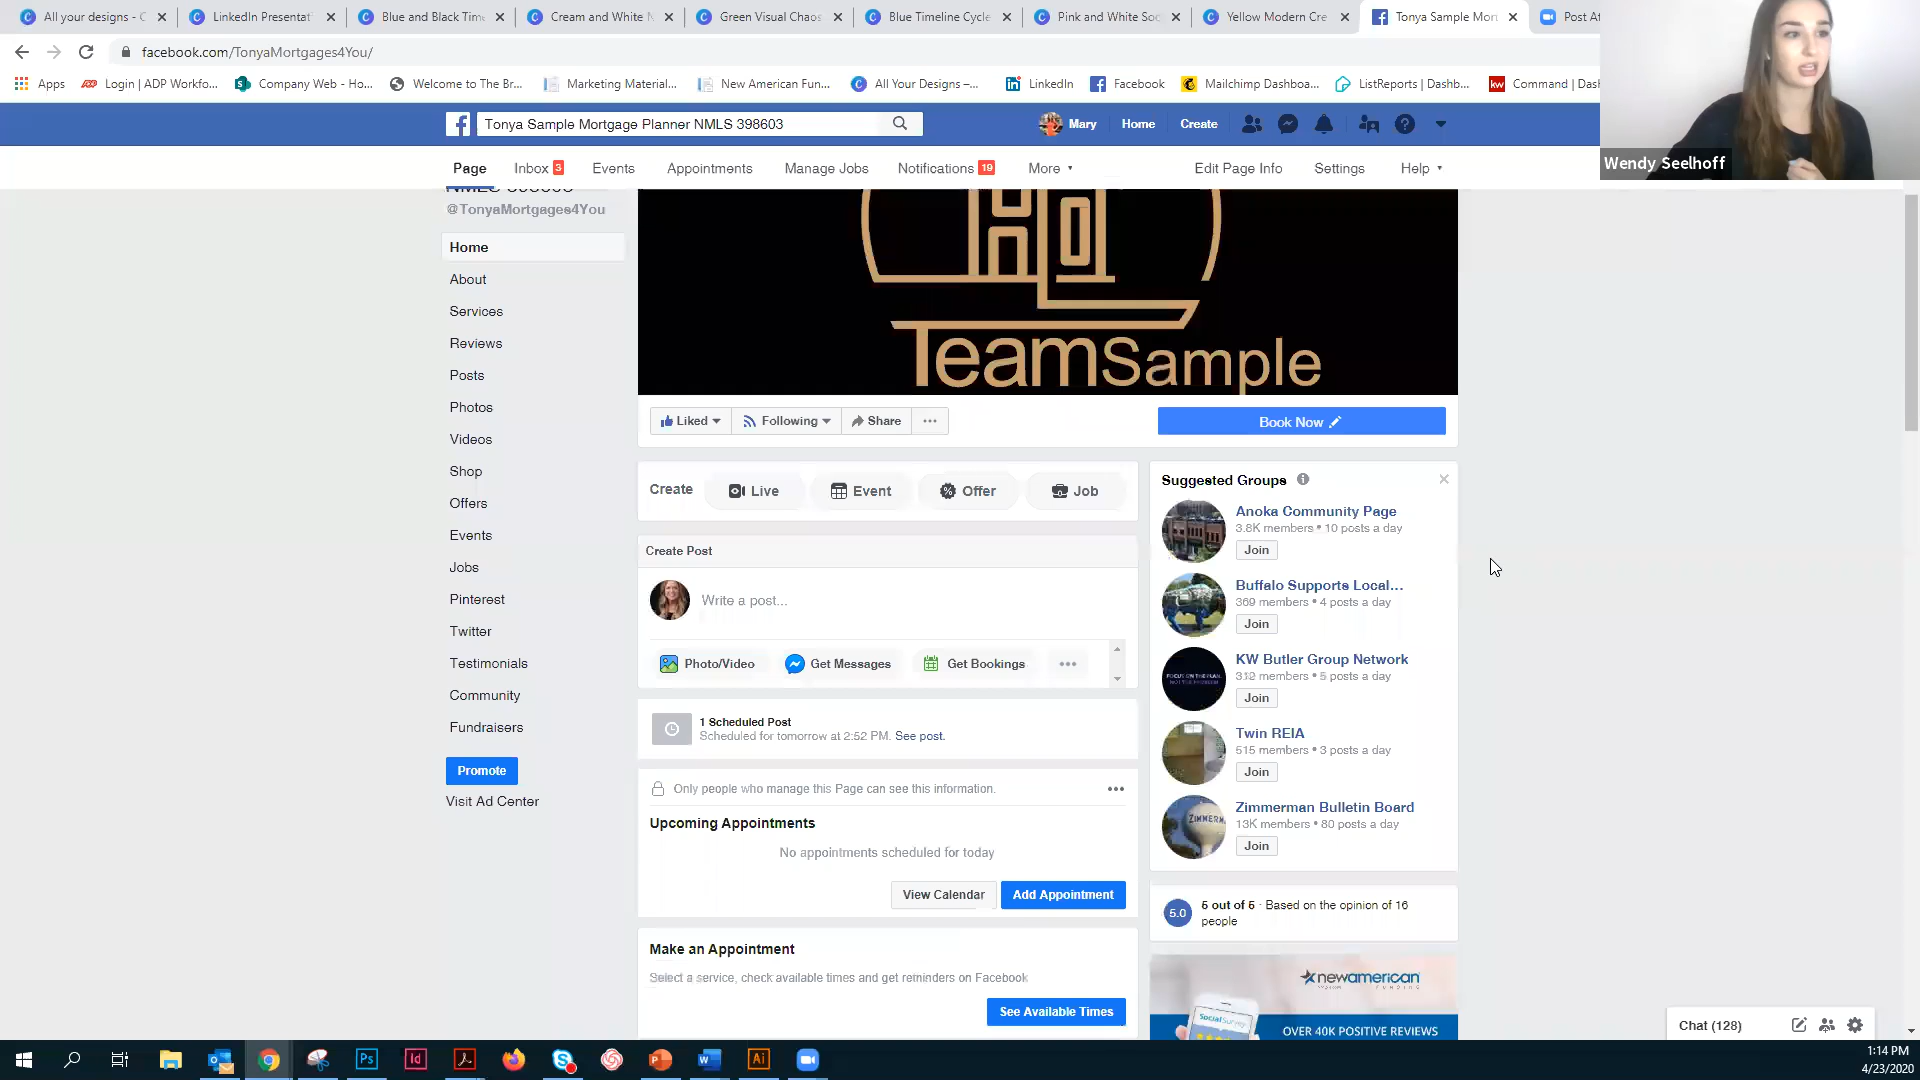 All your designs - C
LinkedIn Presentat
Blue and Black Time
Cream and White N
Green Visual Chaos
Blue Timeline Cycle
Pink and White Soc
Yellow Modern Cre
Tonya Sample Mor
Post At
facebook.com/TonyaMortgages4You/
Apps
Login | ADP Workfo...
Company Web - Ho...
Welcome to The Br...
Marketing Material...
New American Fun...
All Your Designs –...
LinkedIn
Facebook
Mailchimp Dashboa...
ListReports | Dashb...
Command | Dash
Tonya Sample Mortgage Planner NMLS 398603
Mary
Home
Create
Wendy Seelhoff
Page
Inbox 3
Events
Appointments
Manage Jobs
Notifications 19
More
Edit Page Info
Settings
Help
NMLS 398603
@TonyaMortgages4You
Home
About
Services
Reviews
Posts
Photos
Videos
Shop
Offers
Events
Jobs
Pinterest
Twitter
Testimonials
Community
Fundraisers
Promote
Visit Ad Center
TeamSample
Liked
Following
Share
Book Now
Create
Live
Event
Offer
Job
Create Post
Write a post...
Photo/Video
Get Messages
Get Bookings
1 Scheduled Post
Scheduled for tomorrow at 2:52 PM. See post.
Only people who manage this Page can see this information.
Upcoming Appointments
No appointments scheduled for today
View Calendar
Add Appointment
Make an Appointment
Select a service, check available times and get reminders on Facebook
See Available Times
Suggested Groups
Anoka Community Page
3.8K members • 10 posts a day
Join
Buffalo Supports Local...
369 members • 4 posts a day
Join
FOCUS ON THE PLAN,
NOT THE PROBLEM
KW Butler Group Network
312 members • 5 posts a day
Join
Twin REIA
515 members • 3 posts a day
Join
ZIMMERM
Zimmerman Bulletin Board
13K members • 80 posts a day
Join
5.0
5 out of 5 · Based on the opinion of 16
people
newamerican
FUNDING
SocialSurvey
OVER 40K POSITIVE REVIEWS
Chat (128)
1:14 PM
4/23/2020